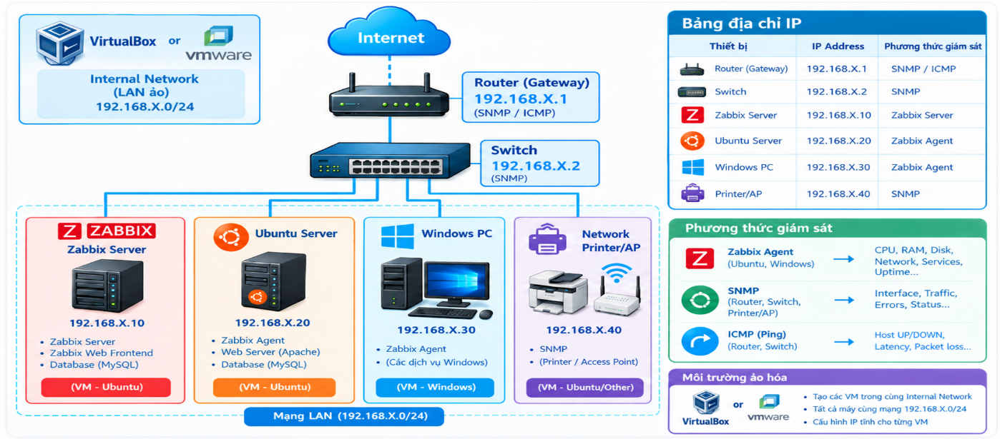 VirtualBox or vmware
Internal Network
(LAN ảo)
192.168.X.0/24
Internet
Router (Gateway)
192.168.X.1
(SNMP / ICMP)
Switch
192.168.X.2
(SNMP)
Z ZABBIX
Zabbix Server
192.168.X.10
• Zabbix Server
• Zabbix Web Frontend
• Database (MySQL)
(VM - Ubuntu)
Ubuntu Server
192.168.X.20
• Zabbix Agent
• Web Server (Apache)
• Database (MySQL)
(VM - Ubuntu)
Windows PC
192.168.X.30
• Zabbix Agent
• (Các dịch vụ Windows)
(VM - Windows)
Network
Printer/AP
192.168.X.40
• SNMP
• (Printer / Access Point)
(VM - Ubuntu/Other)
Mạng LAN (192.168.X.0/24)
Bảng địa chỉ IP
Thiết bị IP Address Phương thức giám sát
Router (Gateway) 192.168.X.1 SNMP / ICMP
Switch 192.168.X.2 SNMP
Z Zabbix Server 192.168.X.10 Zabbix Server
Ubuntu Server 192.168.X.20 Zabbix Agent
Windows PC 192.168.X.30 Zabbix Agent
Printer/AP 192.168.X.40 SNMP
Phương thức giám sát
Z
Zabbix Agent
(Ubuntu, Windows)
CPU, RAM, Disk,
Network, Services,
Uptime...
SNMP
(Router, Switch,
Printer/AP)
Interface, Traffic,
Errors, Status...
ICMP (Ping)
(Router, Switch)
Host UP/DOWN,
Latency, Packet loss...
Môi trường ảo hóa
VirtualBox or vmware
• Tạo các VM trong cùng Internal Network
• Tất cả máy cùng mạng 192.168.X.0/24
• Cấu hình IP tĩnh cho từng VM